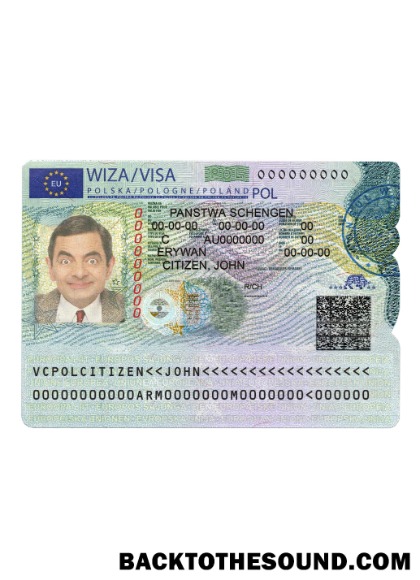 WIZA/VISA 000000000
EU
POLSKA/POLOGNE/POLAND POL
PANSTWA SCHENGEN
00-00-00 00-00-00 00
C AU0000000 00
ERYWAN 00-00-00
CITIZEN, JOHN
R/CH
VCPOLCITIZEN<<JOHN<<<<<<<<<<<<<<<<<<<
00000000000ARM0000000M0000000<000000
BACKTOTHESOUND.COM